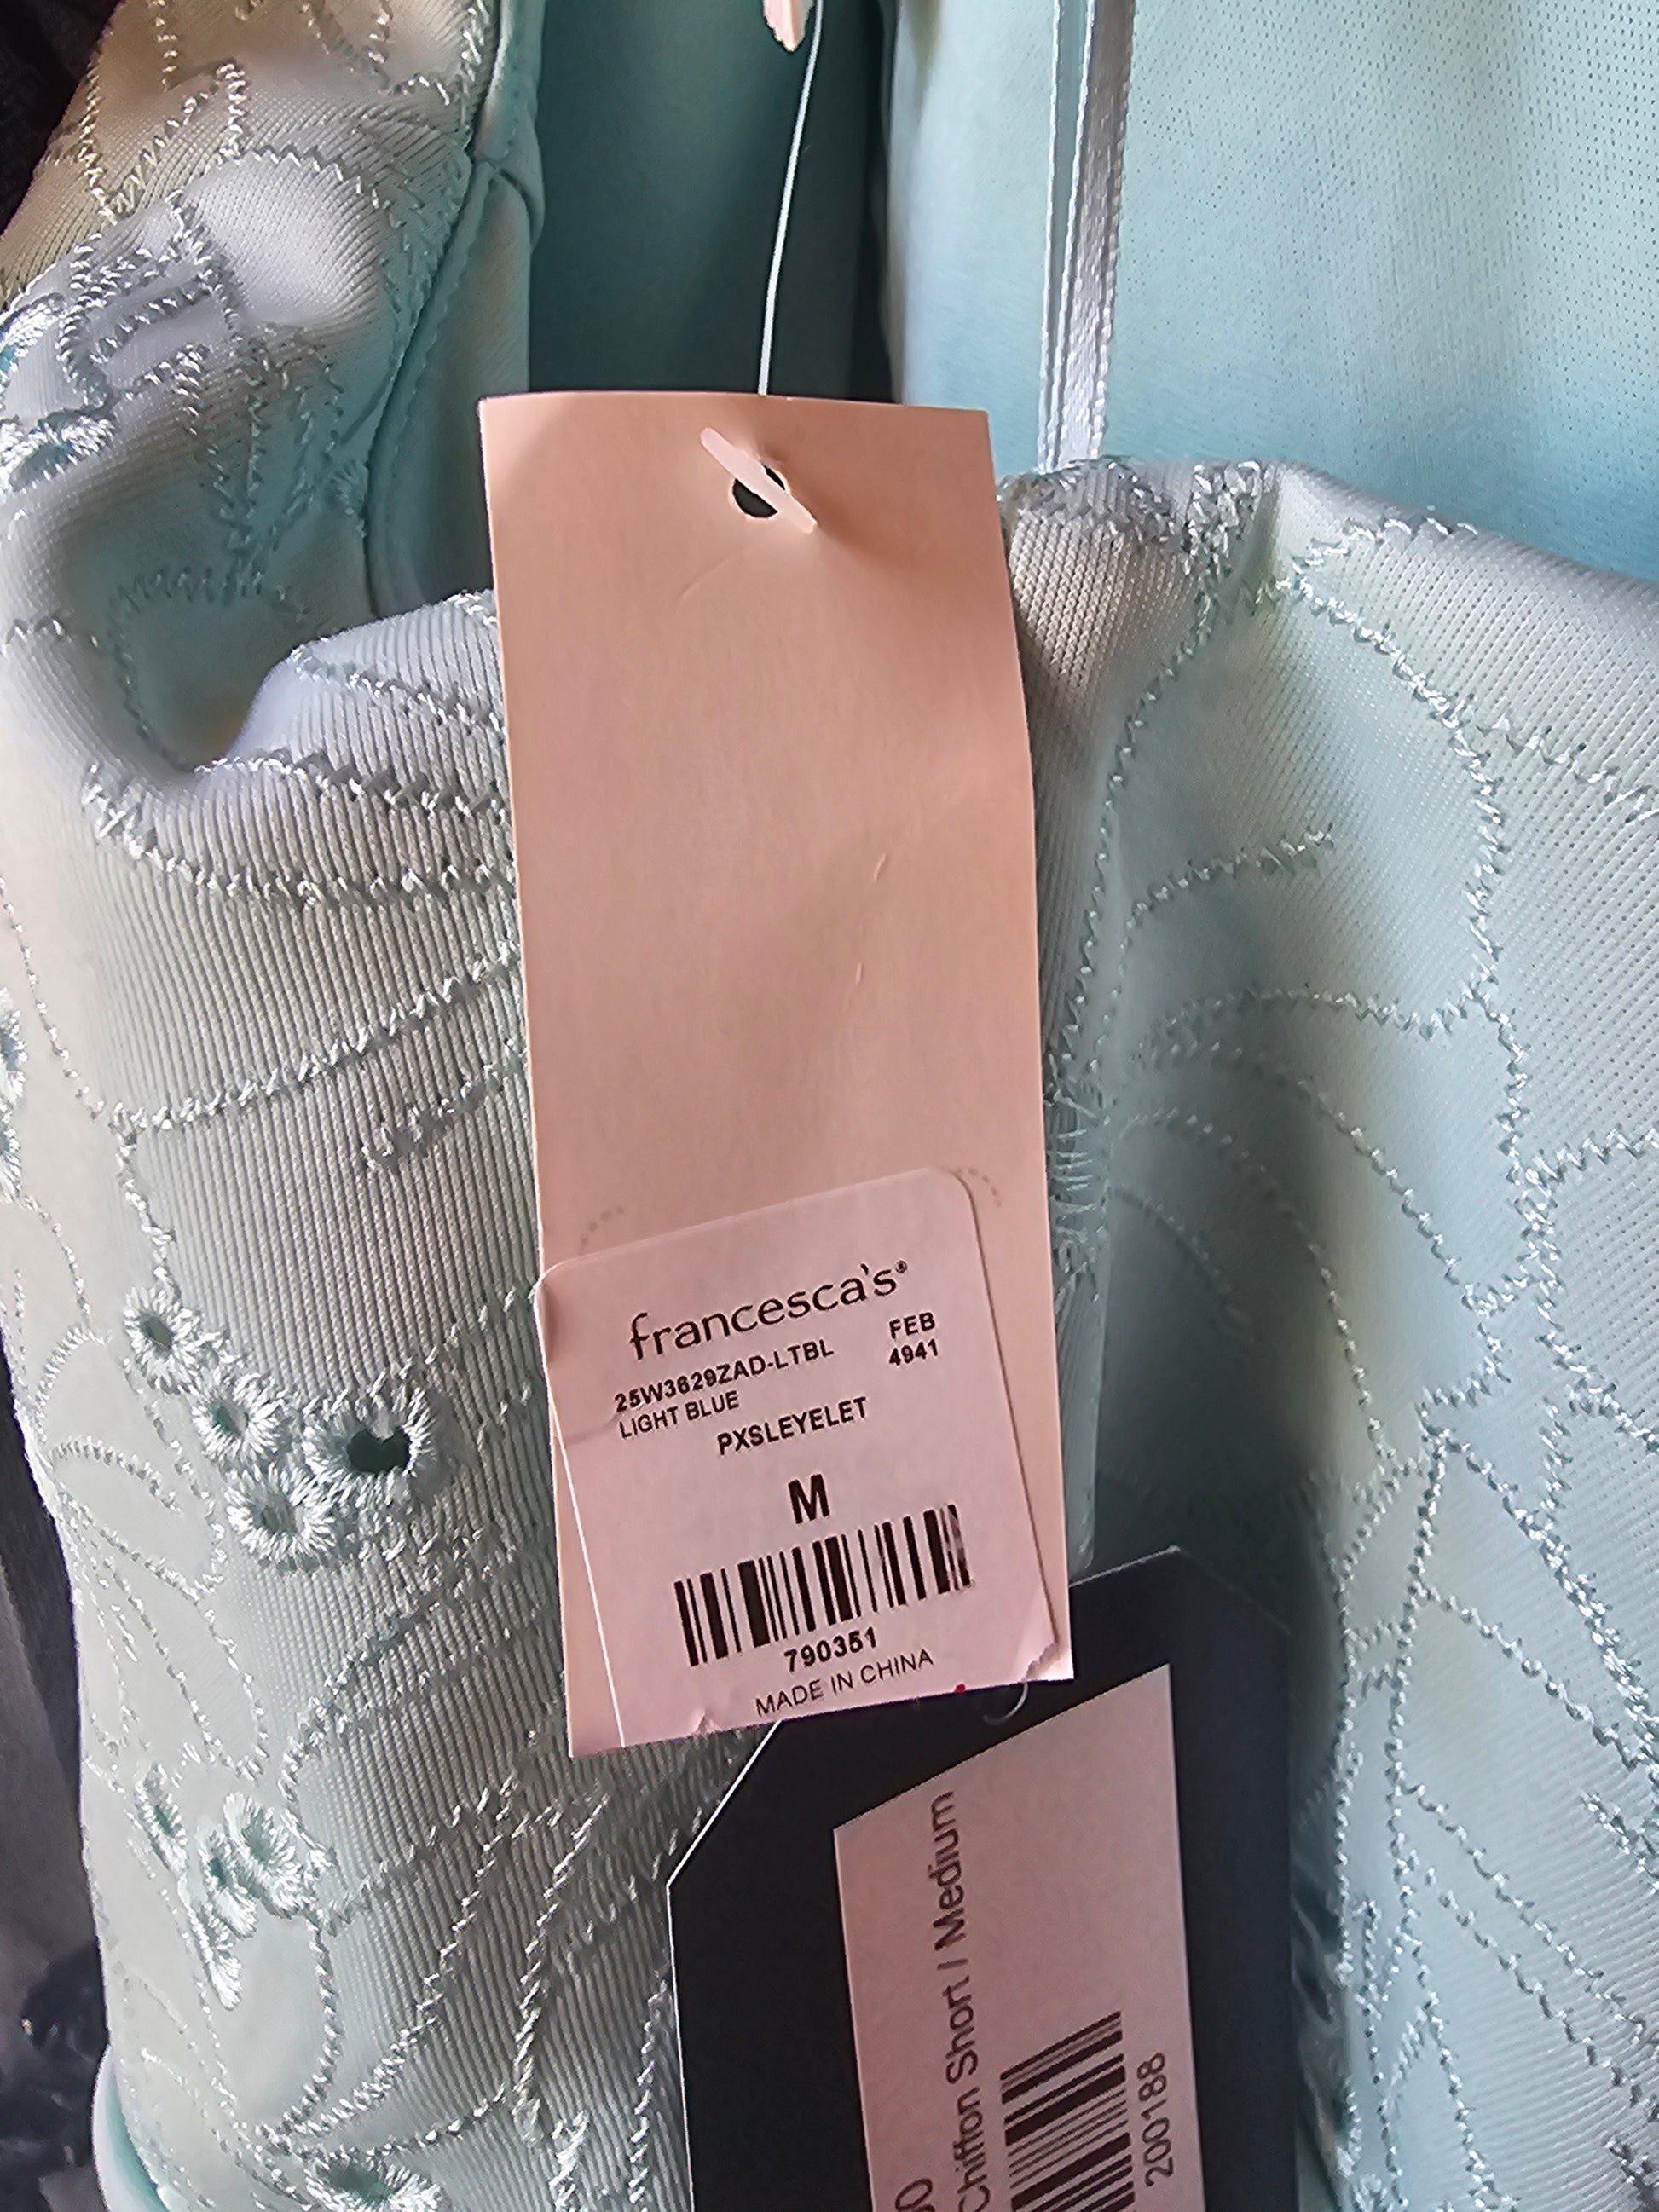 francesca's®
25W3629ZAD-LTBL FEB
LIGHT BLUE 4941
PXSLEYELET
M
790351
MADE IN CHINA
Chiffon Short / Medium
200188